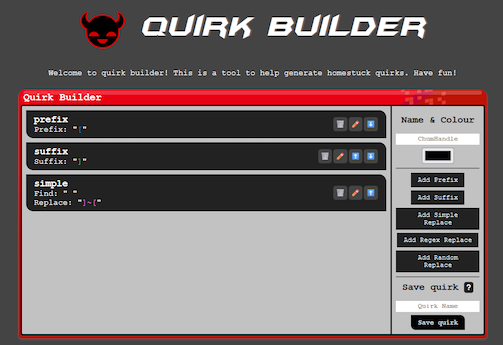 QUIRK BUILDER
Welcome to quirk builder! This is a tool to help generate homestuck quirks. Have fun!
Quirk Builder
prefix
Prefix: "["
suffix
Suffix: "]"
simple
Find: " "
Replace: "]~["
Name & Colour
ChumHandle
Add Prefix
Add Suffix
Add Simple
Replace
Add Regex Replace
Add Random
Replace
Save quirk ?
Quirk Name
Save quirk